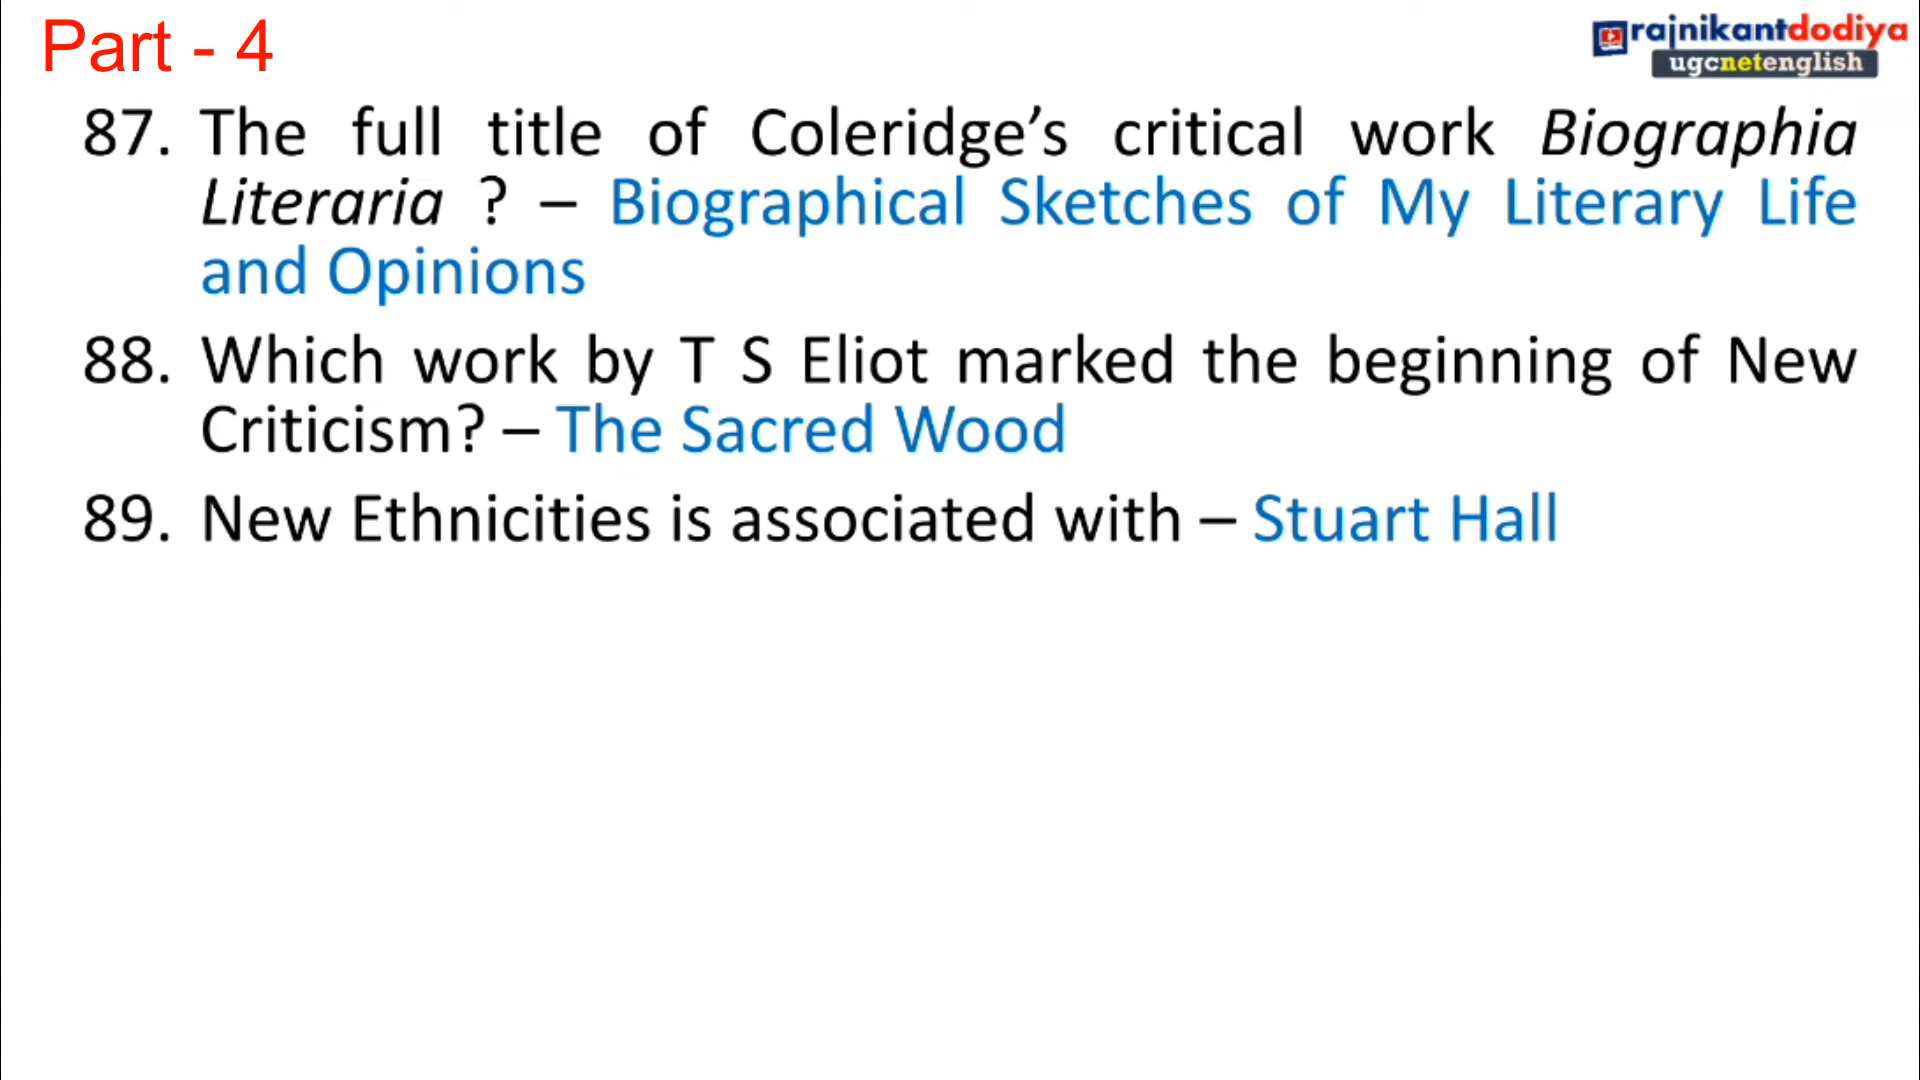 Part - 4
rajnikantdodiya
ugcnetenglish
87. The full title of Coleridge’s critical work Biographia
Literaria ? – Biographical Sketches of My Literary Life
and Opinions
88. Which work by T S Eliot marked the beginning of New
Criticism? – The Sacred Wood
89. New Ethnicities is associated with – Stuart Hall